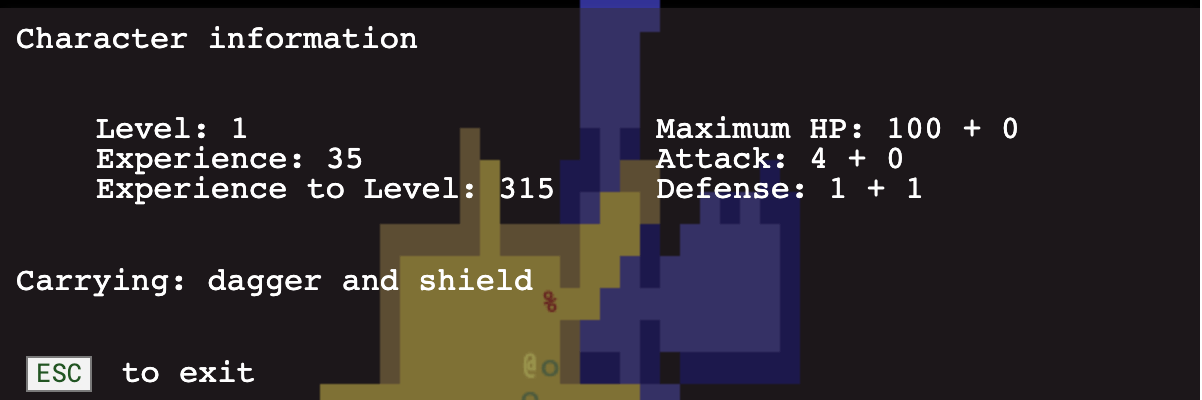 Character information
Level: 1
Experience: 35
Experience to Level: 315
Maximum HP: 100 + 0
Attack: 4 + 0
Defense: 1 + 1
Carrying: dagger and shield
%
@o
o
ESC to exit